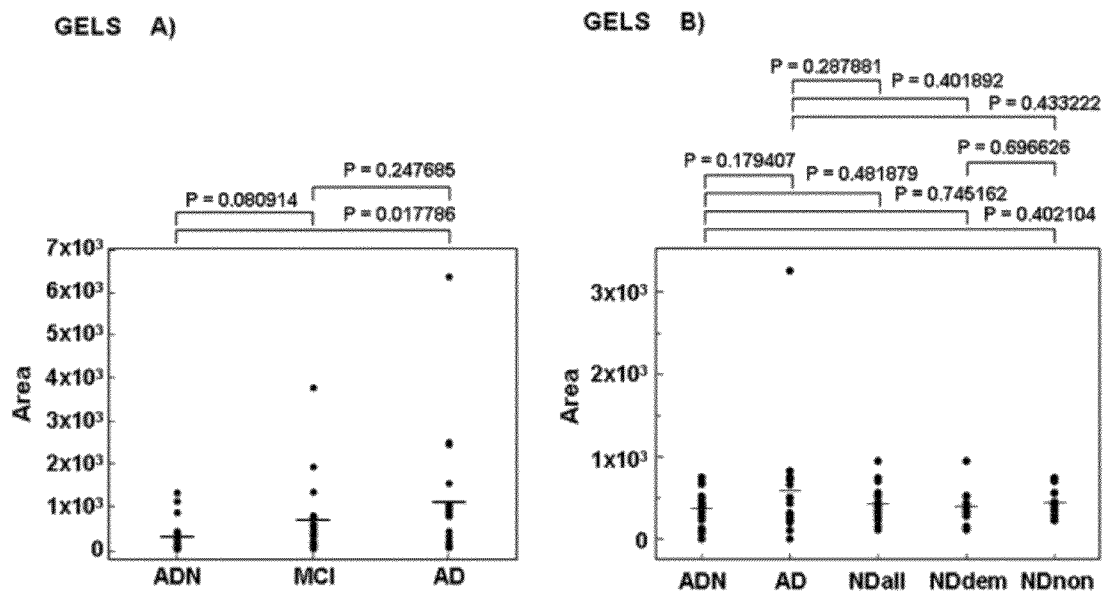 GELS A)
P = 0.247685
P = 0.080914
P = 0.017786
7x10³
6x10³
5x10³
4x10³
3x10³
2x10³
1x10³
0
Area
ADN MCI AD
GELS B)
P = 0.287881
P = 0.401892
P = 0.433222
P = 0.696626
P = 0.179407
P = 0.481879
P = 0.745162
P = 0.402104
3x10³
2x10³
1x10³
0
Area
ADN AD NDall NDdem NDnon